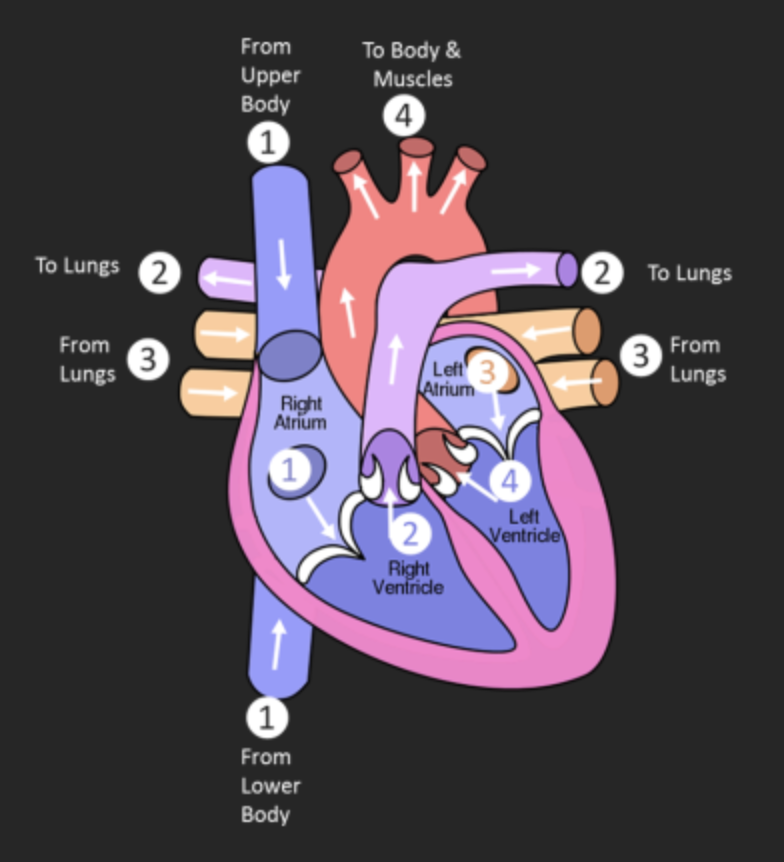 From
Upper
Body
1
To Body &
Muscles
4
To Lungs
2
2
To Lungs
From
Lungs
3
3
From
Lungs
Left
Atrium
3
Right
Atrium
1
4
Left
Ventricle
2
Right
Ventricle
1
From
Lower
Body